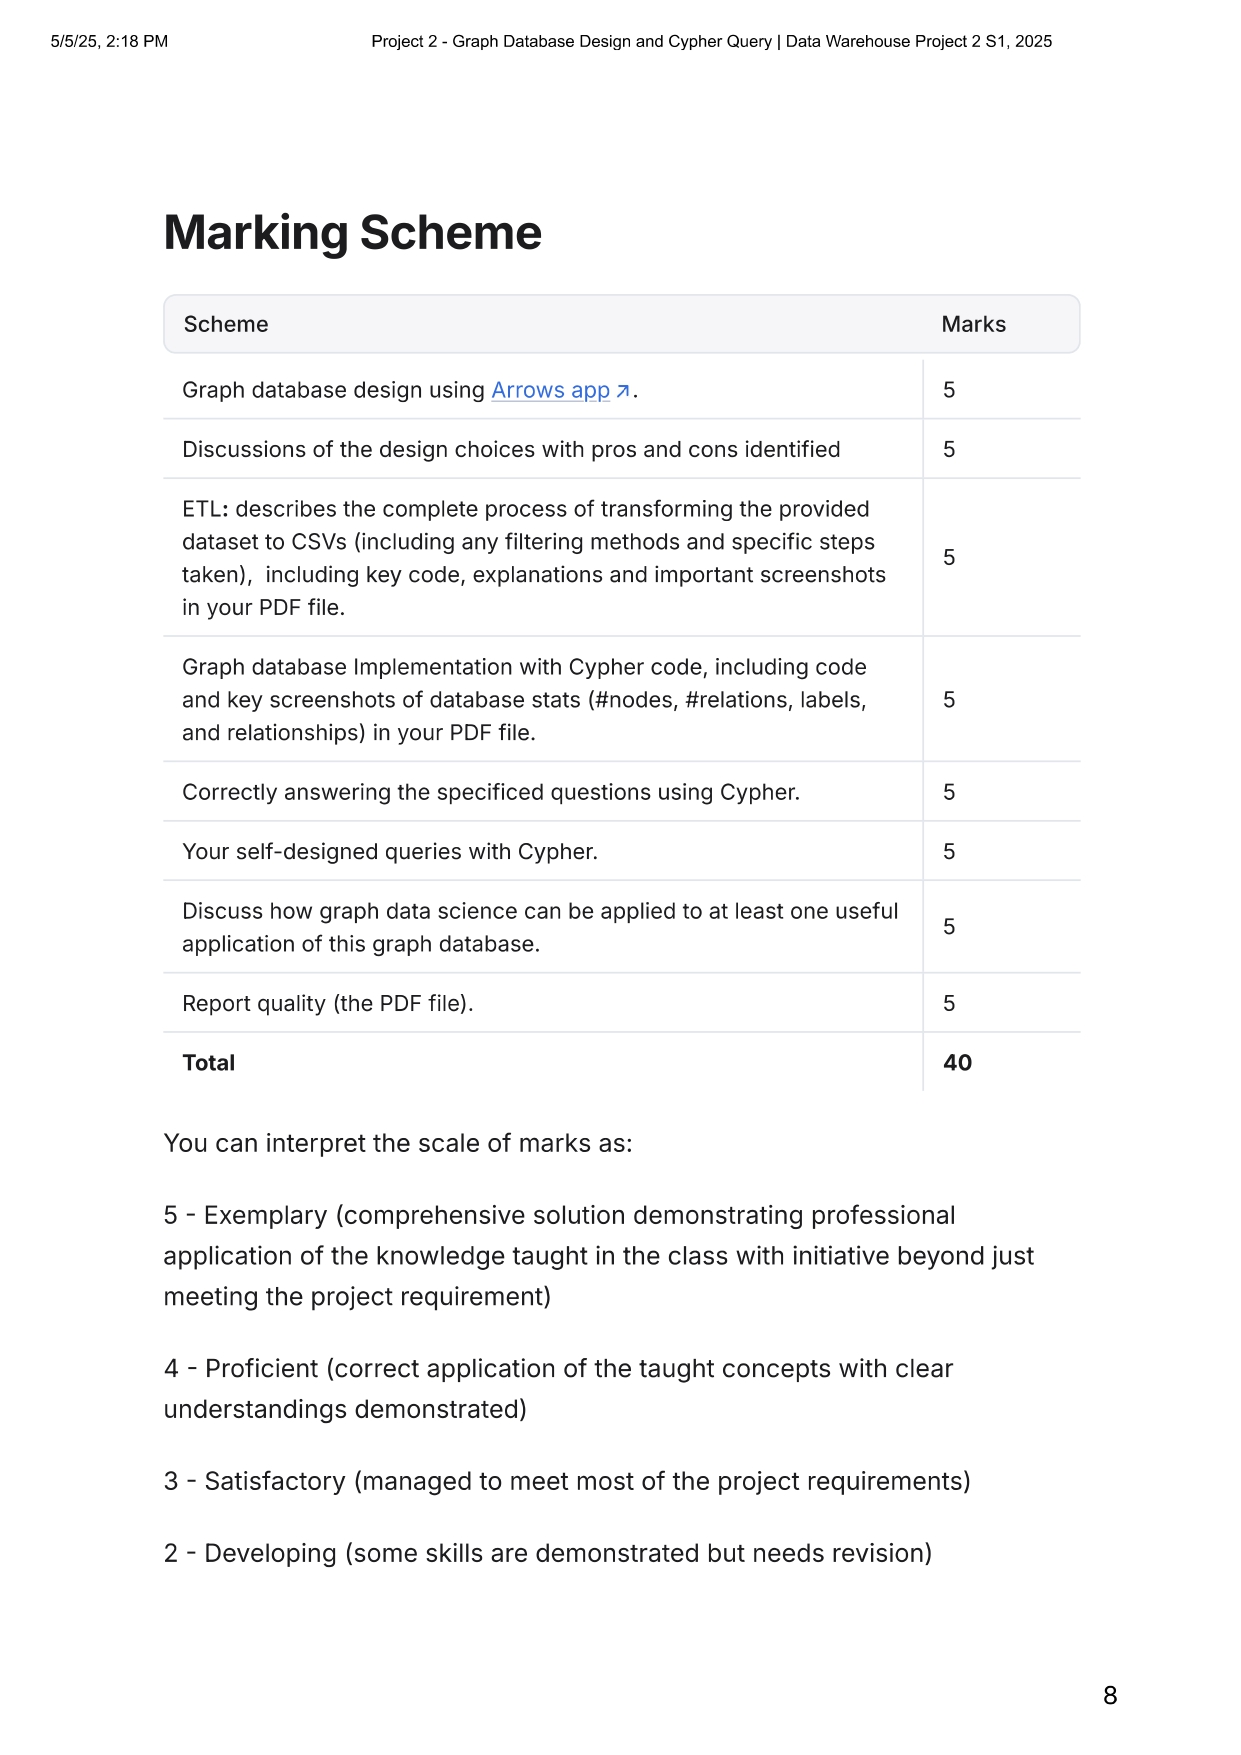 5/5/25, 2:18 PM
Project 2 - Graph Database Design and Cypher Query | Data Warehouse Project 2 S1, 2025
Marking Scheme
Scheme Marks
Graph database design using Arrows app ↗. 5
Discussions of the design choices with pros and cons identified 5
ETL: describes the complete process of transforming the provided
dataset to CSVs (including any filtering methods and specific steps
taken),  including key code, explanations and important screenshots
in your PDF file.
5
Graph database Implementation with Cypher code, including code
and key screenshots of database stats (#nodes, #relations, labels,
and relationships) in your PDF file.
5
Correctly answering the specificed questions using Cypher. 5
Your self-designed queries with Cypher. 5
Discuss how graph data science can be applied to at least one useful
application of this graph database.
5
Report quality (the PDF file). 5
Total 40
You can interpret the scale of marks as:
5 - Exemplary (comprehensive solution demonstrating professional
application of the knowledge taught in the class with initiative beyond just
meeting the project requirement)
4 - Proficient (correct application of the taught concepts with clear
understandings demonstrated)
3 - Satisfactory (managed to meet most of the project requirements)
2 - Developing (some skills are demonstrated but needs revision)
8